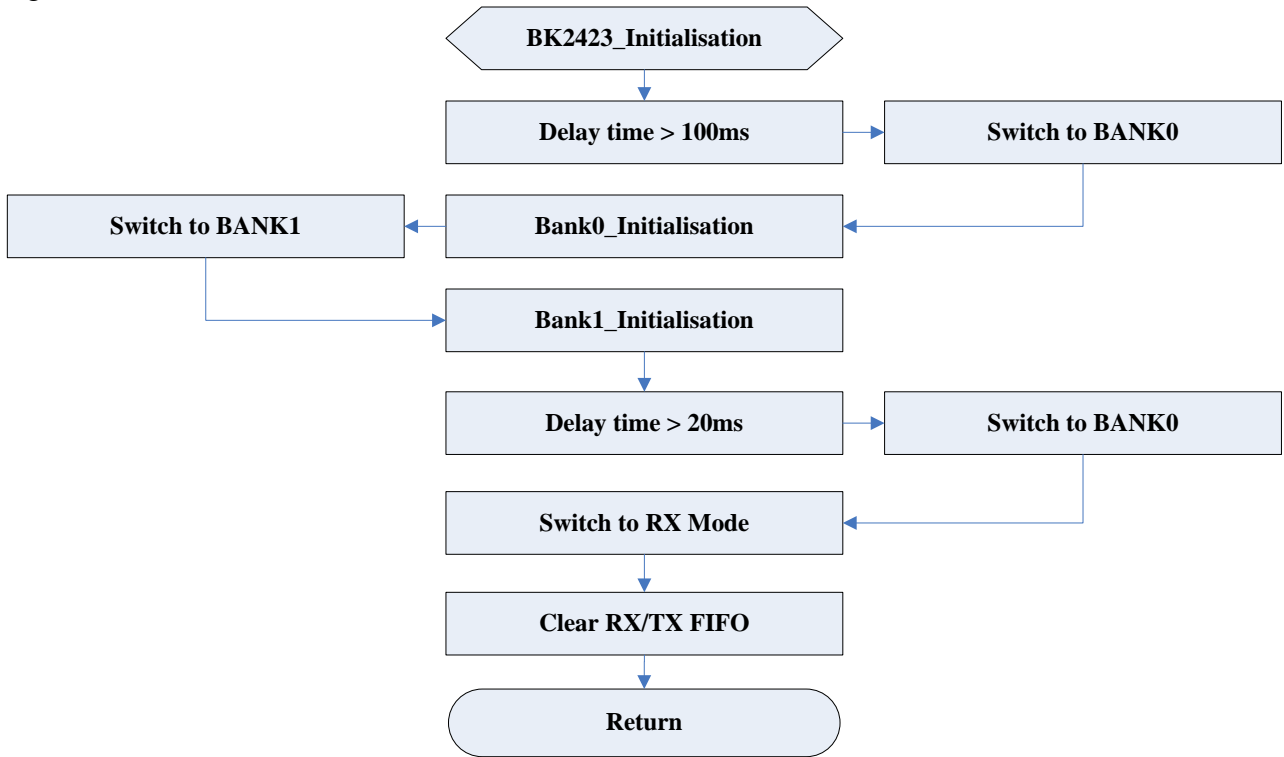 BK2423_Initialisation
Delay time > 100ms
Switch to BANK0
Switch to BANK1
Bank0_Initialisation
Bank1_Initialisation
Delay time > 20ms
Switch to BANK0
Switch to RX Mode
Clear RX/TX FIFO
Return